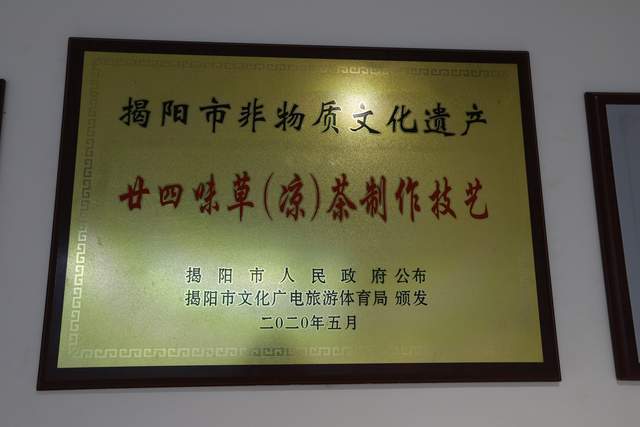 揭阳市非物质文化遗产
廿四味草(凉)茶制作技艺
揭阳市人民政府公布
揭阳市文化广电旅游体育局 颁发
二〇二〇年五月